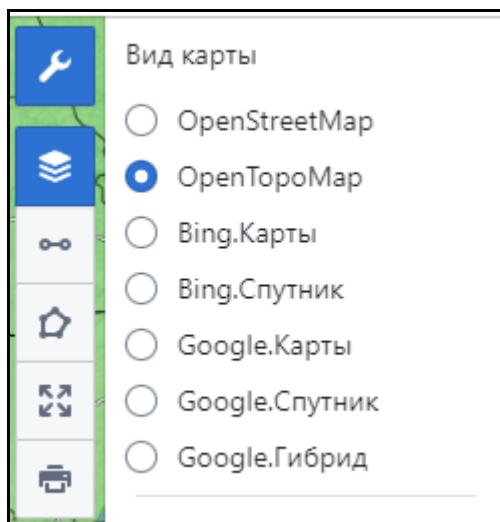 Вид карты
OpenStreetMap
OpenTopoMap
Bing.Карты
Bing.Спутник
Google.Карты
Google.Спутник
Google.Гибрид